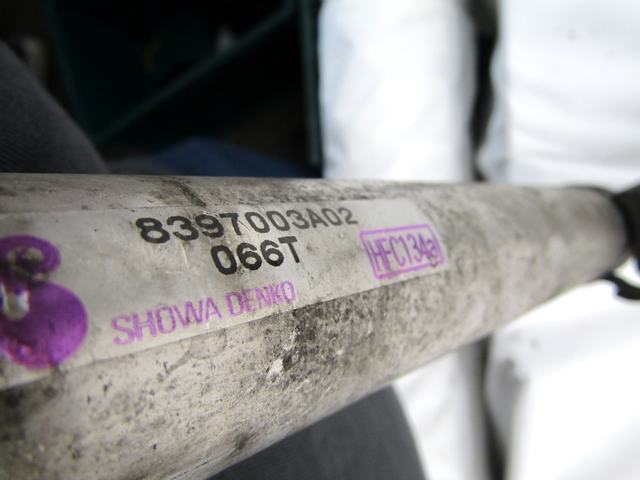 8397003A02
066T
HFC134a
SHOWA DENKO